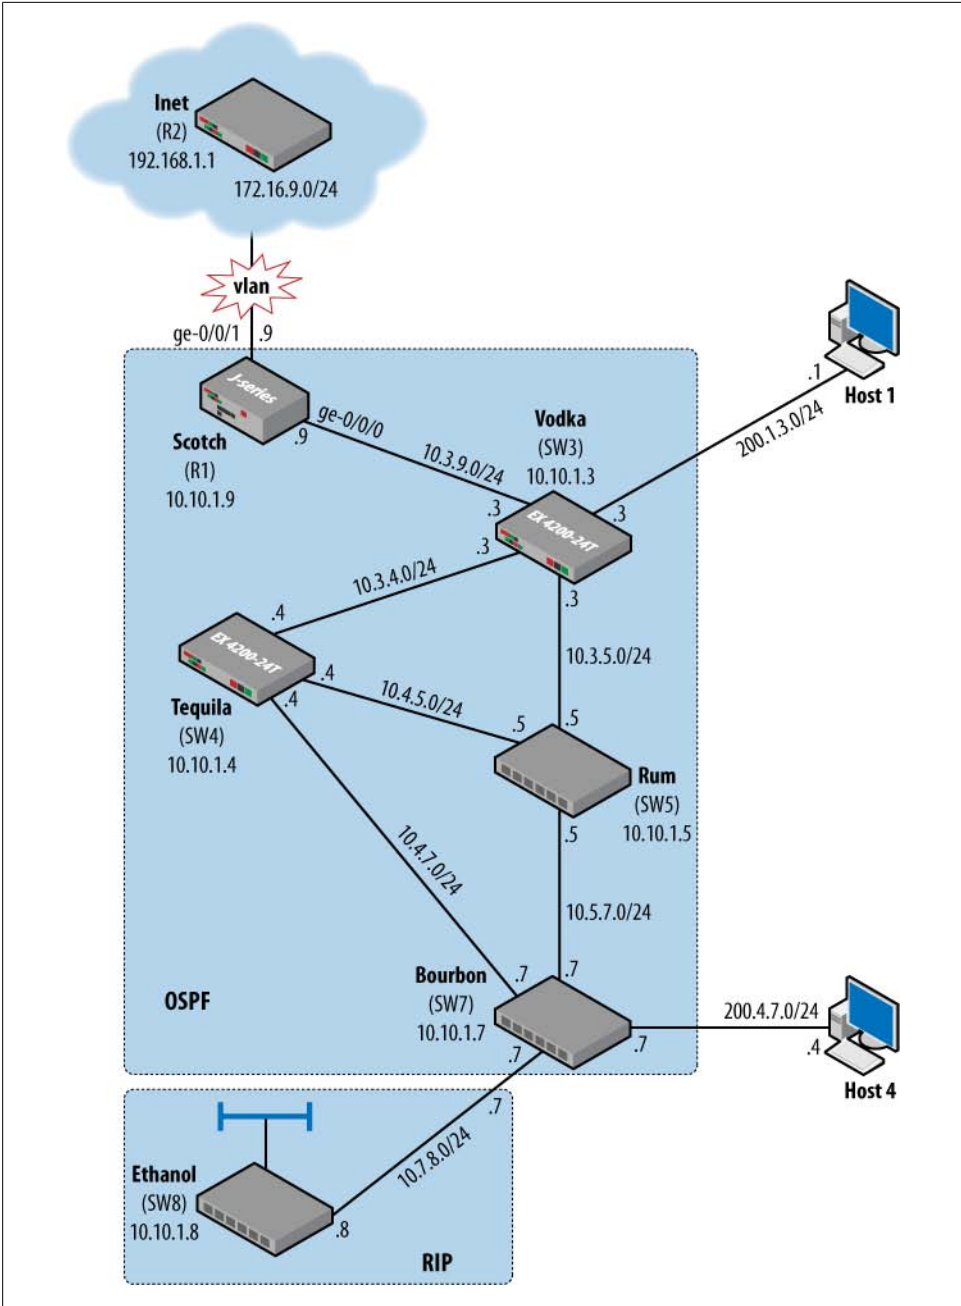 Inet
(R2)
192.168.1.1
172.16.9.0/24
vlan
ge-0/0/1
.9
J-series
ge-0/0/0
.9
Scotch
(R1)
10.10.1.9
Vodka
(SW3)
10.10.1.3
10.3.9.0/24
.3
EX 4200-24T
.3
200.1.3.0/24
.1
Host 1
.3
10.3.4.0/24
.4
.3
10.3.5.0/24
EX 4200-24T
.4
.4
10.4.5.0/24
.5
.5
Tequila
(SW4)
10.10.1.4
Rum
(SW5)
10.10.1.5
.5
10.4.7.0/24
10.5.7.0/24
Bourbon
(SW7)
10.10.1.7
.7
.7
OSPF
200.4.7.0/24
.7
.4
Host 4
.7
.7
10.7.8.0/24
Ethanol
(SW8)
10.10.1.8
.8
RIP